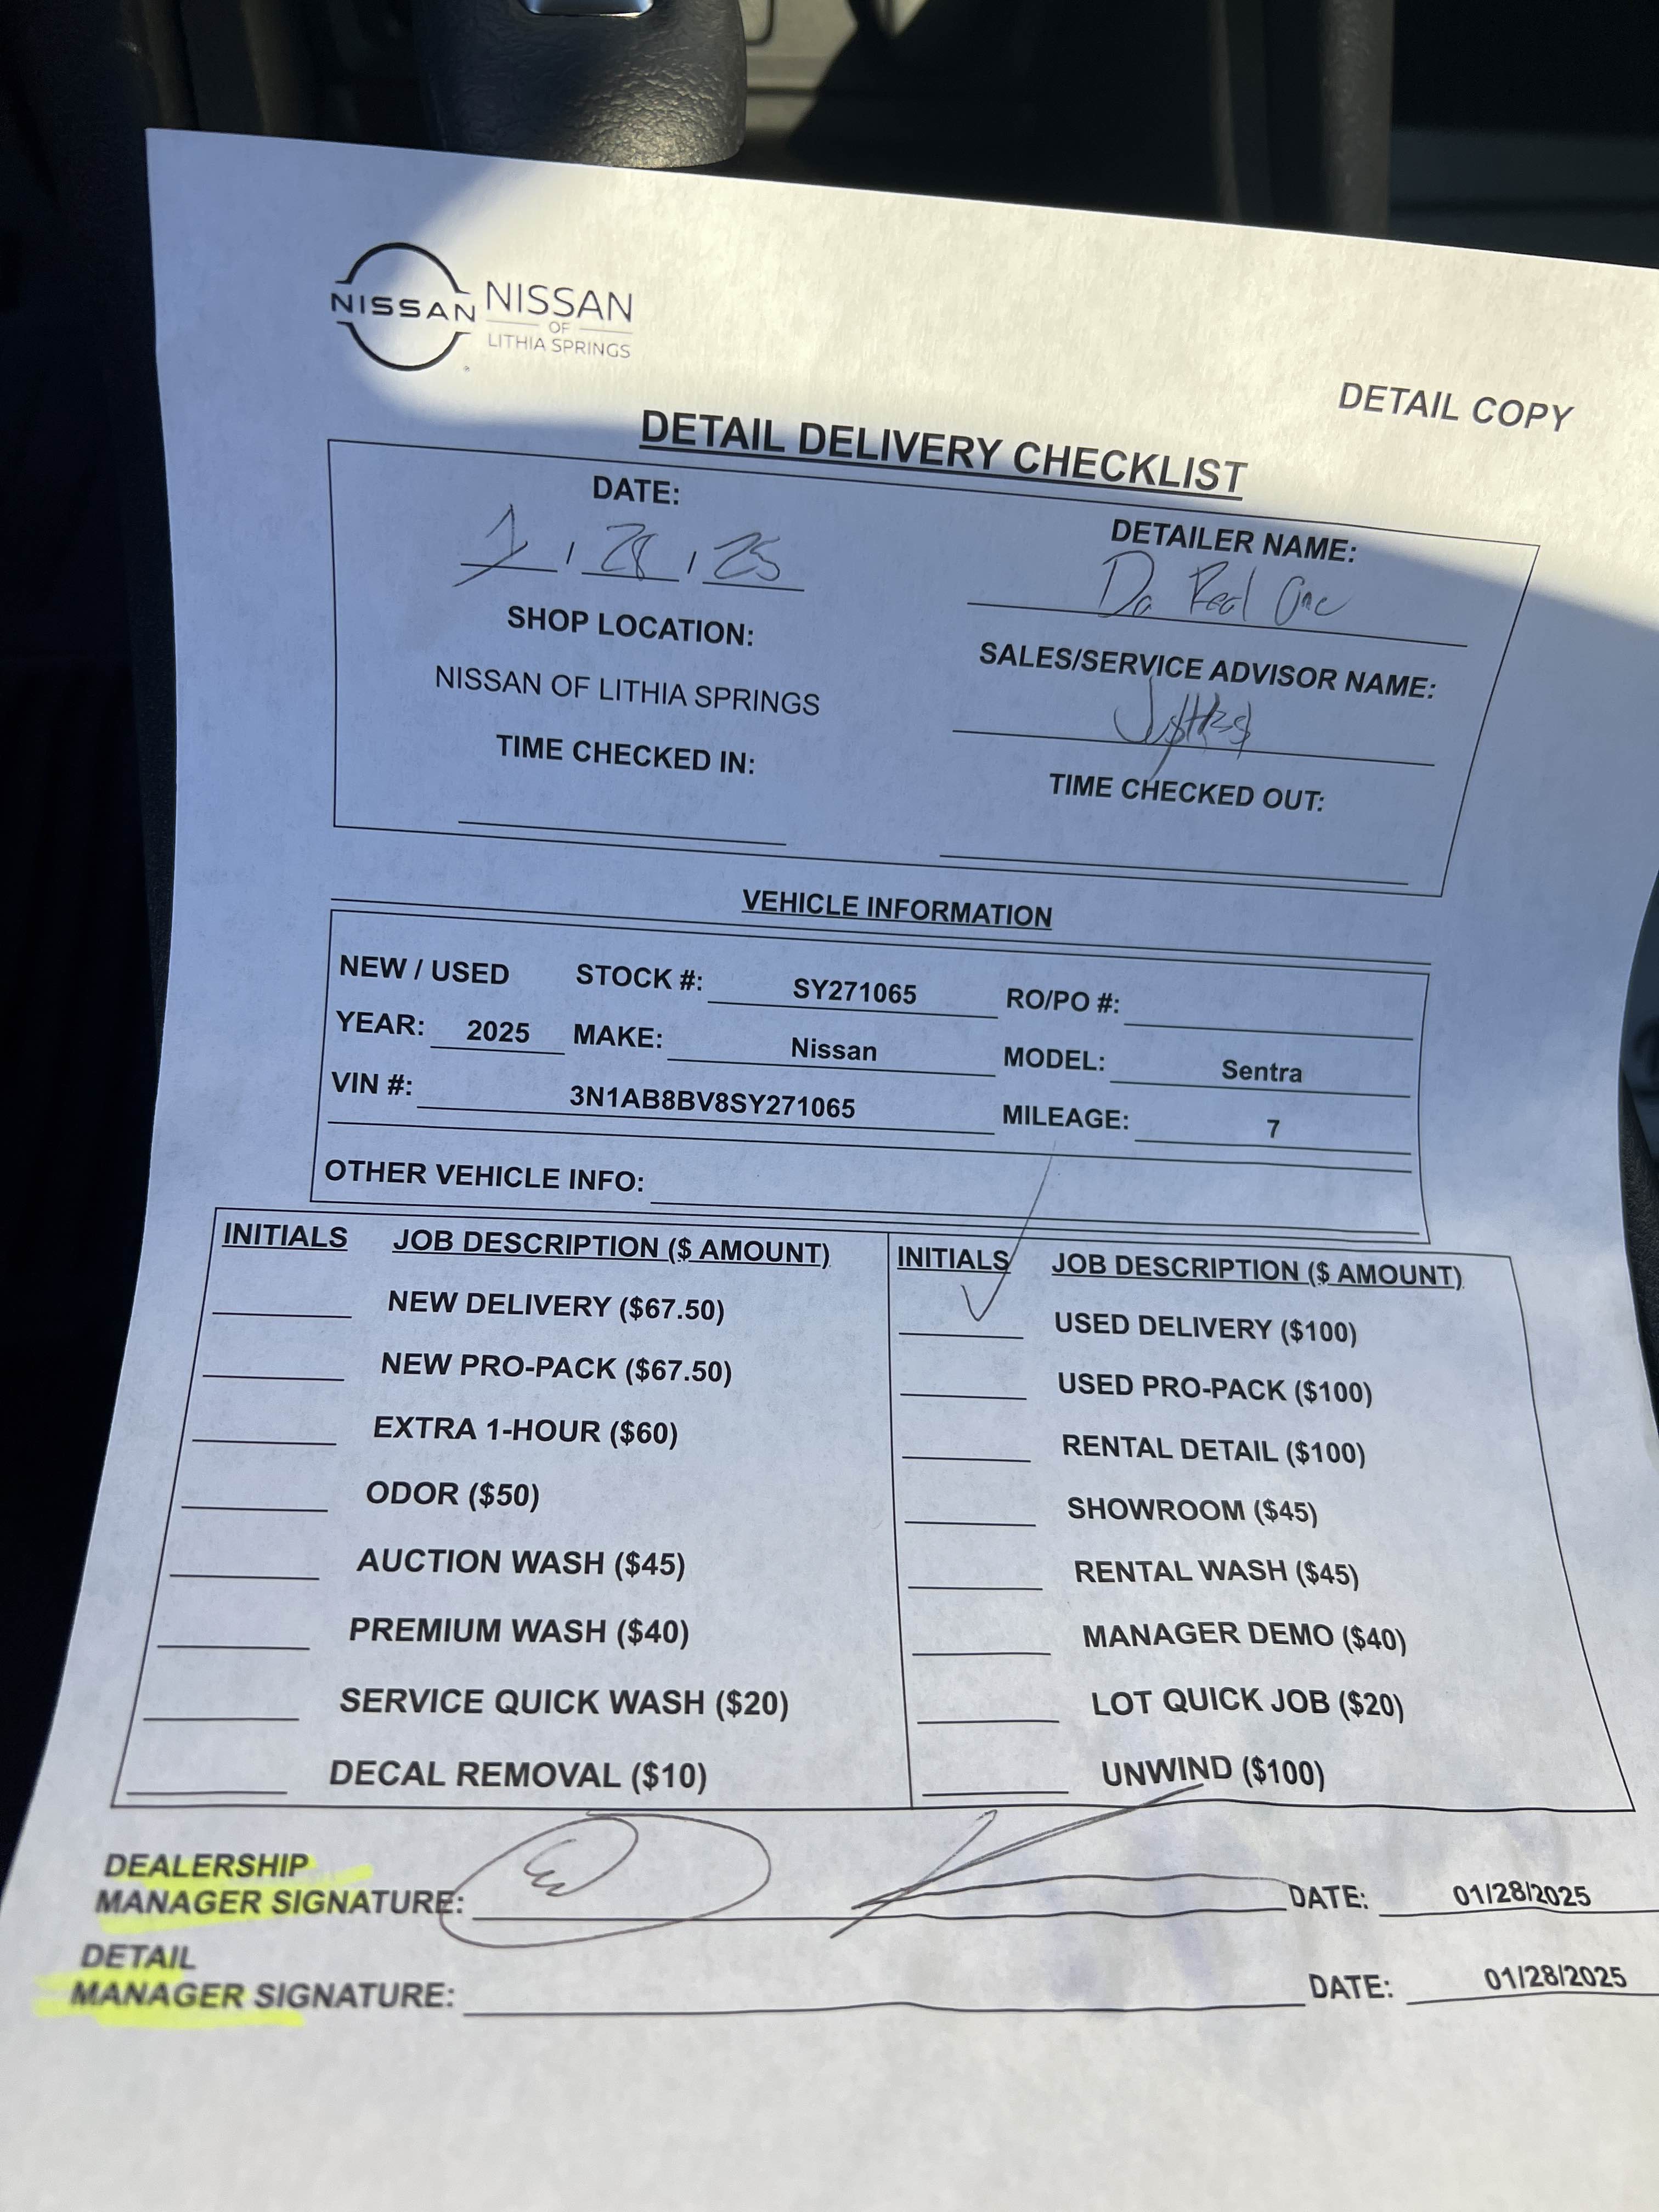 NISSAN
NISSAN
OF
LITHIA SPRINGS
DETAIL COPY
DETAIL DELIVERY CHECKLIST
DATE:
1 / 28 / 25
DETAILER NAME:
Da Real One
SHOP LOCATION:
NISSAN OF LITHIA SPRINGS
SALES/SERVICE ADVISOR NAME:
TIME CHECKED IN:
TIME CHECKED OUT:
VEHICLE INFORMATION
NEW / USED STOCK #: SY271065 RO/PO #:
YEAR: 2025 MAKE: Nissan MODEL: Sentra
VIN #: 3N1AB8BV8SY271065 MILEAGE: 7
OTHER VEHICLE INFO:
INITIALS JOB DESCRIPTION ($ AMOUNT)
NEW DELIVERY ($67.50)
NEW PRO-PACK ($67.50)
EXTRA 1-HOUR ($60)
ODOR ($50)
AUCTION WASH ($45)
PREMIUM WASH ($40)
SERVICE QUICK WASH ($20)
DECAL REMOVAL ($10)
INITIALS JOB DESCRIPTION ($ AMOUNT)
USED DELIVERY ($100)
USED PRO-PACK ($100)
RENTAL DETAIL ($100)
SHOWROOM ($45)
RENTAL WASH ($45)
MANAGER DEMO ($40)
LOT QUICK JOB ($20)
UNWIND ($100)
DEALERSHIP
MANAGER SIGNATURE: DATE: 01/28/2025
DETAIL
MANAGER SIGNATURE: DATE: 01/28/2025